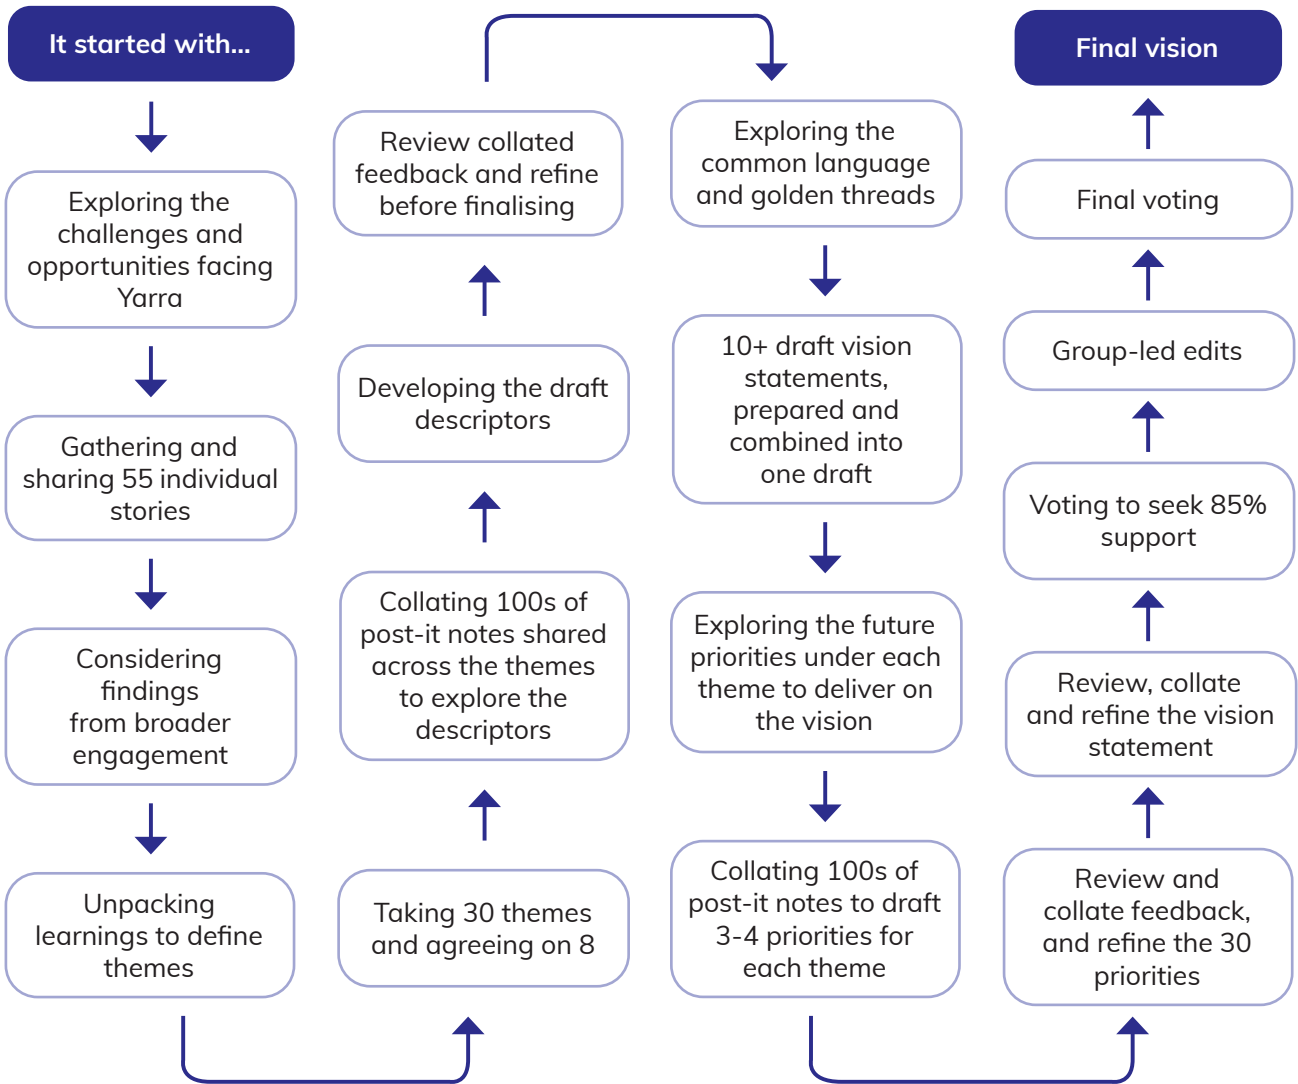 It started with...
Exploring the
challenges and
opportunities facing
Yarra
Gathering and
sharing 55 individual
stories
Considering
findings
from broader
engagement
Unpacking
learnings to define
themes
Taking 30 themes
and agreeing on 8
Collating 100s of
post-it notes shared
across the themes
to explore the
descriptors
Developing the draft
descriptors
Review collated
feedback and refine
before finalising
Exploring the
common language
and golden threads
10+ draft vision
statements,
prepared and
combined into
one draft
Exploring the future
priorities under each
theme to deliver on
the vision
Collating 100s of
post-it notes to draft
3-4 priorities for
each theme
Review and
collate feedback,
and refine the 30
priorities
Review, collate
and refine the vision
statement
Voting to seek 85%
support
Group-led edits
Final voting
Final vision